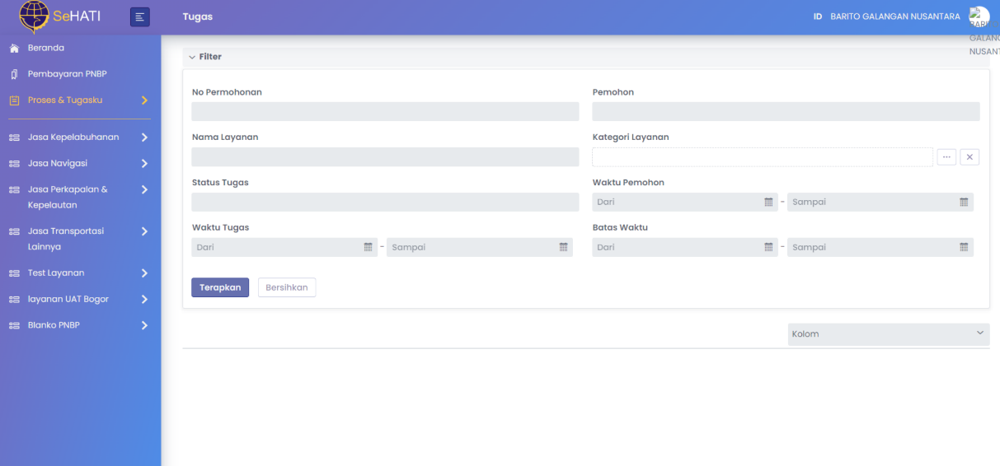 SeHATI
Tugas
ID BARITO GALANGAN NUSANTARA
GALANG
NUSANT
Beranda
Pembayaran PNBP
Proses & Tugasku
Jasa Kepelabuhanan
Jasa Navigasi
Jasa Perkapalan &
Kepelautan
Jasa Transportasi
Lainnya
Test Layanan
layanan UAT Bogor
Blanko PNBP
Filter
No Permohonan
Pemohon
Nama Layanan
Kategori Layanan
Status Tugas
Waktu Pemohon
Dari - Sampai
Waktu Tugas
Batas Waktu
Dari - Sampai
Dari - Sampai
Terapkan Bersihkan
Kolom